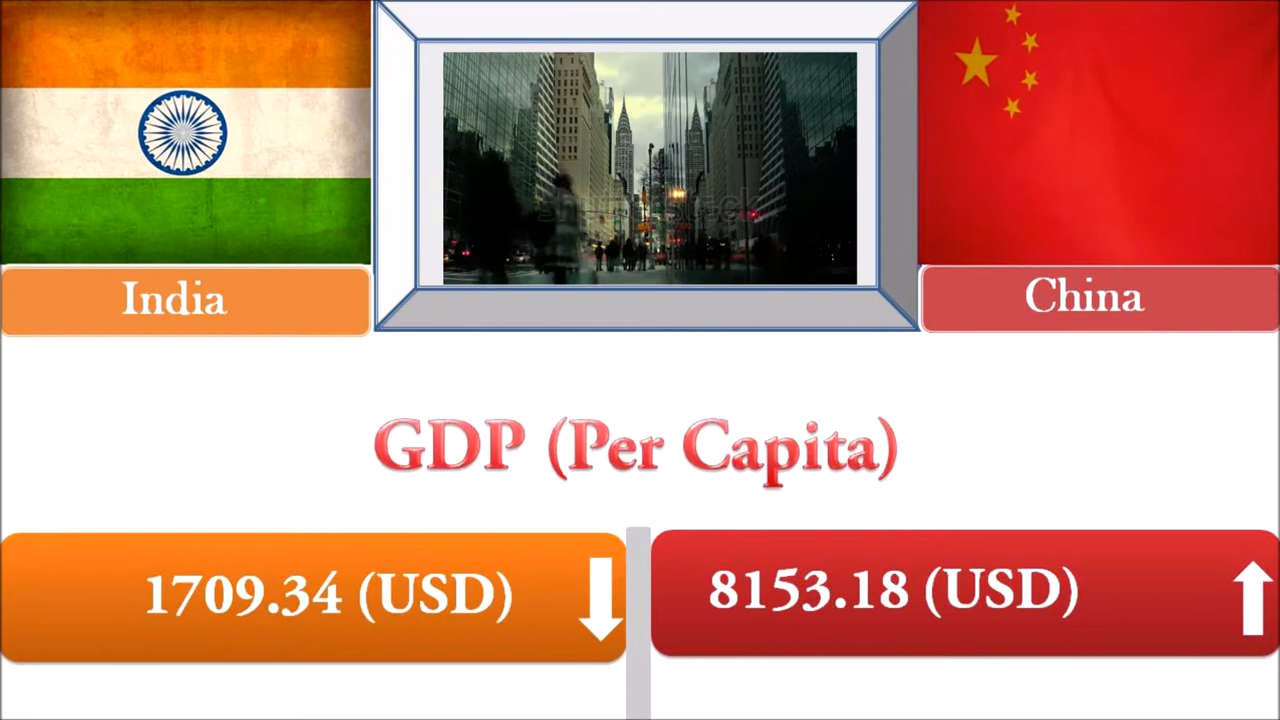 India
China
GDP (Per Capita)
1709.34 (USD)
8153.18 (USD)